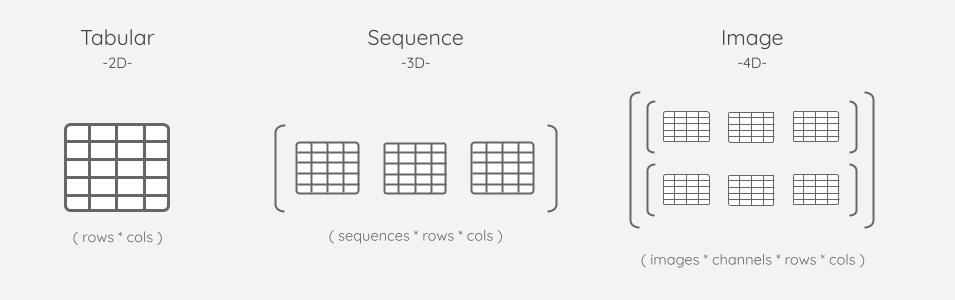 Tabular
-2D-
( rows * cols )
Sequence
-3D-
( sequences * rows * cols )
Image
-4D-
( images * channels * rows * cols )